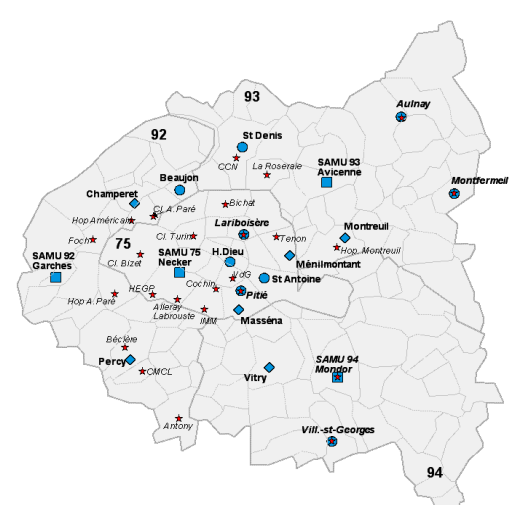 93
Aulnay
92
St Denis
CCN
La Roseraie
SAMU 93
Avicenne
Beaujon
Montfermeil
Champeret
Cl. A. Paré
Bichat
Hop Américain
Lariboisère
Foch
75
Cl. Turin
Tenon
Montreuil
Hop. Montreuil
SAMU 92
Garches
Cl. Bizet
SAMU 75
Necker
H.Dieu
Ménilmontant
VdG
St Antoine
HEGP
Cochin
Pitié
Hop A. Paré
Alleray
Labrouste
IMM
Masséna
Béclère
Percy
CMCL
Vitry
SAMU 94
Mondor
Antony
Vill.-st-Georges
94